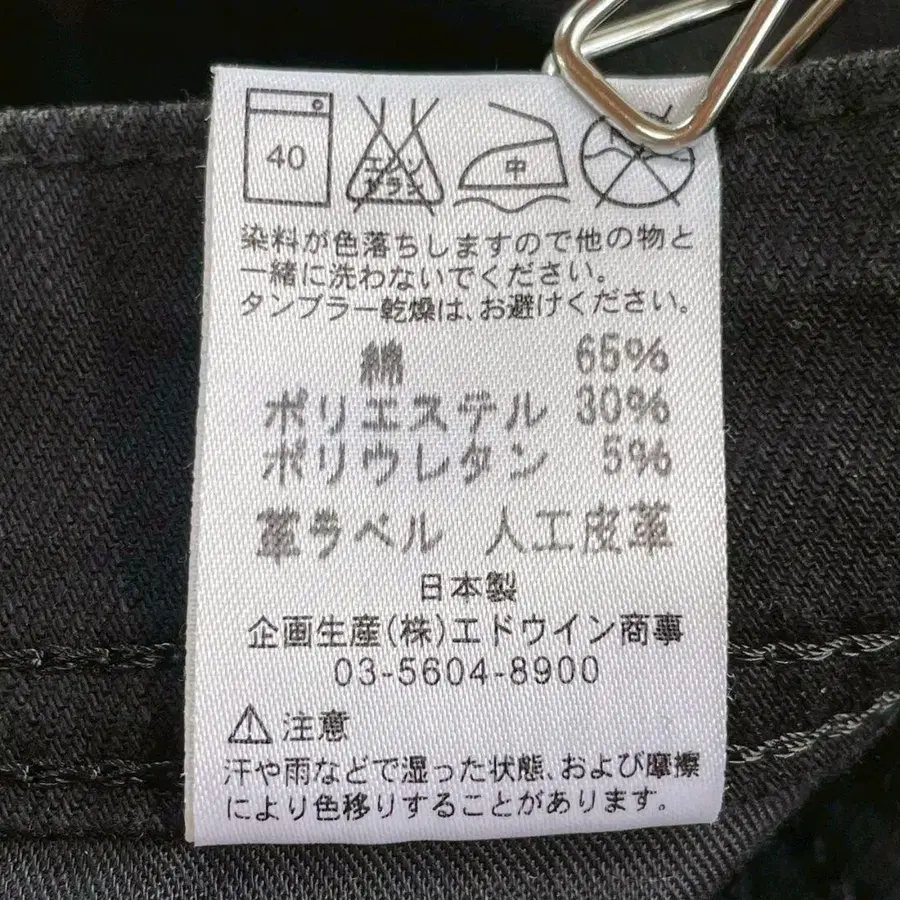 40
エンソ
サラシ
中
染料が色落ちしますので他の物と
一緒に洗わないでください。
タンブラー乾燥は、お避けください。
綿 65%
ポリエステル 30%
ポリウレタン 5%
革ラベル 人工皮革
日本製
企画生産(株)エドウイン商事
03-5604-8900
注意
汗や雨などで湿った状態、および摩擦
により色移りすることがあります。